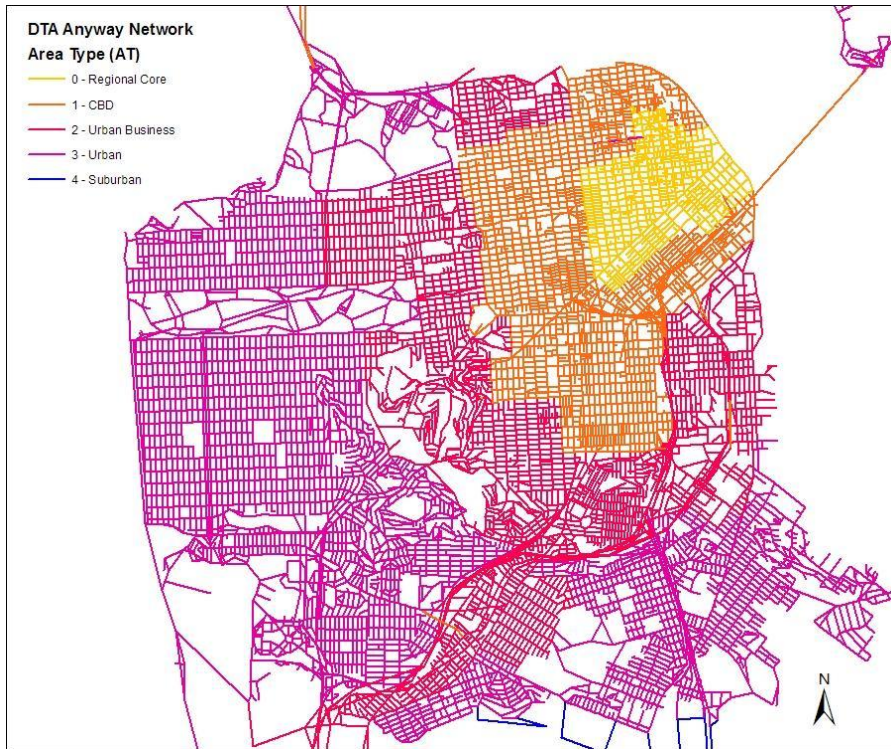 DTA Anyway Network
Area Type (AT)
0 - Regional Core
1 - CBD
2 - Urban Business
3 - Urban
4 - Suburban
N